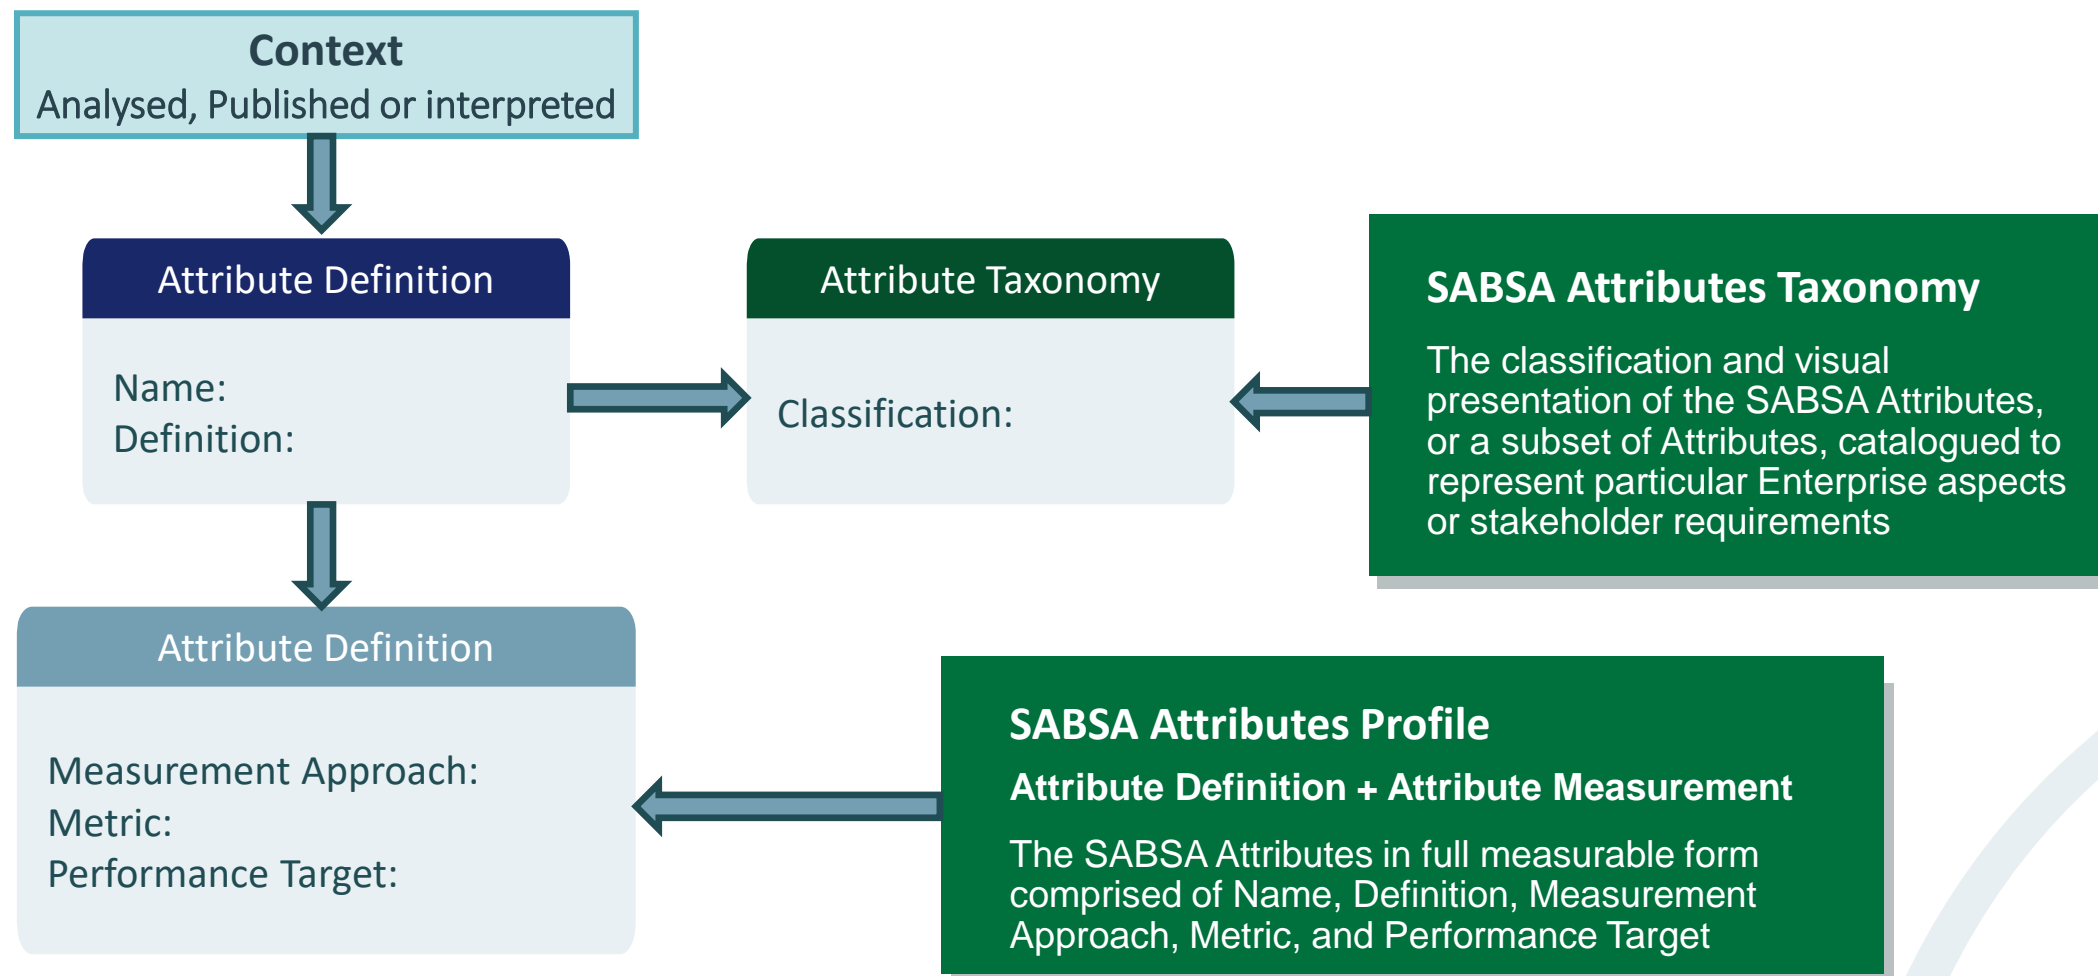 Context
Analysed, Published or interpreted
Attribute Definition
Name:
Definition:
Attribute Taxonomy
Classification:
SABSA Attributes Taxonomy
The classification and visual
presentation of the SABSA Attributes,
or a subset of Attributes, catalogued to
represent particular Enterprise aspects
or stakeholder requirements
Attribute Definition
Measurement Approach:
Metric:
Performance Target:
SABSA Attributes Profile
Attribute Definition + Attribute Measurement
The SABSA Attributes in full measurable form
comprised of Name, Definition, Measurement
Approach, Metric, and Performance Target